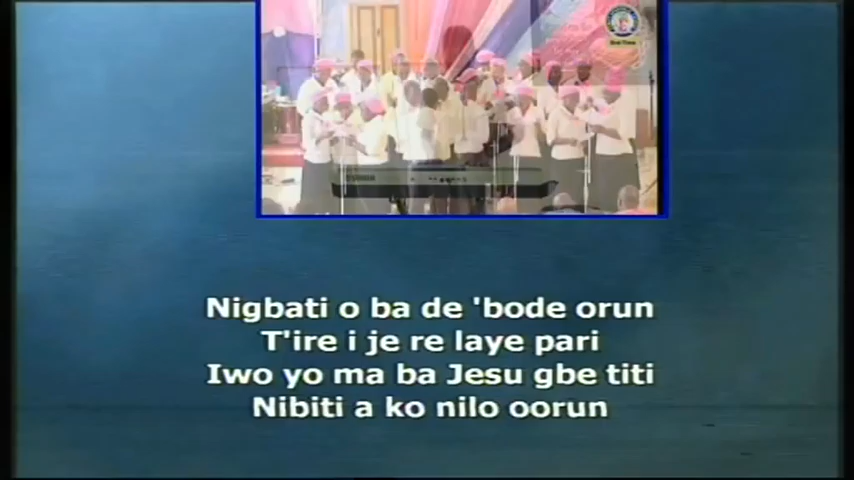 Nigbati o ba de 'bode orun
T'ire i je re laye pari
Iwo yo ma ba Jesu gbe titi
Nibiti a ko nilo oorun